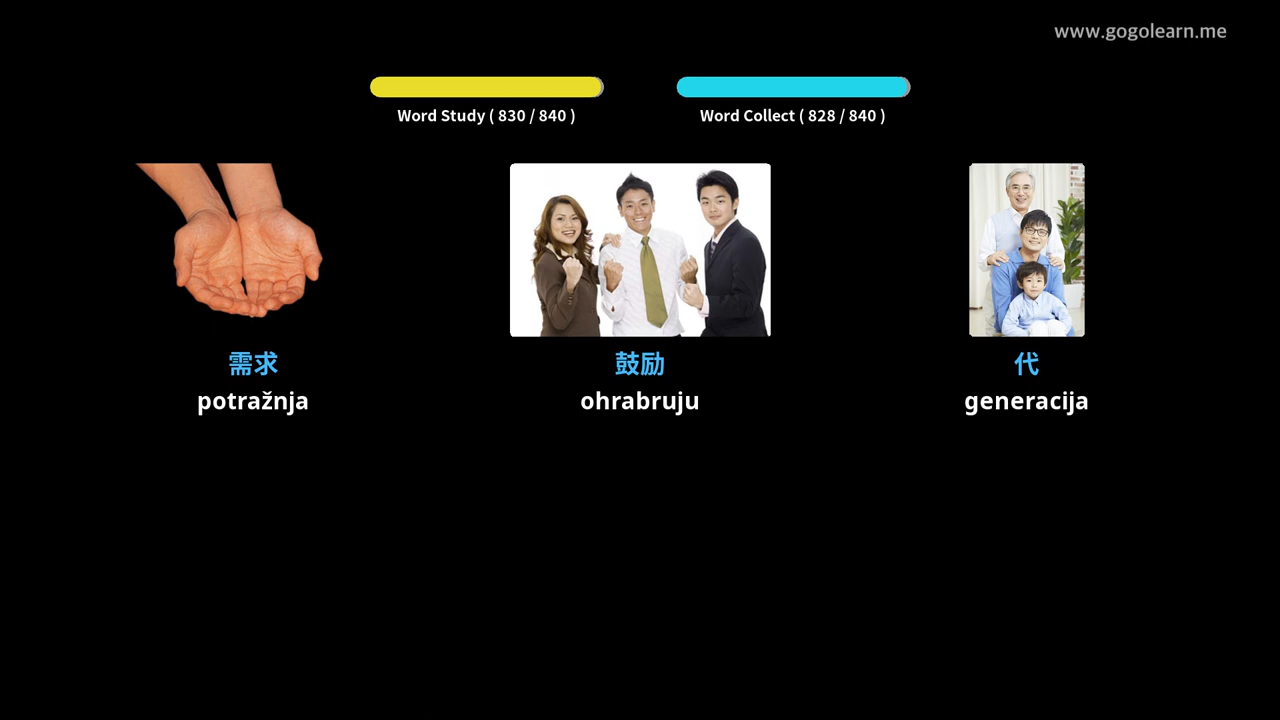 www.gogolearn.me
Word Study ( 830 / 840 )
Word Collect ( 828 / 840 )
需求
鼓励
代
potražnja
ohrabruju
generacija